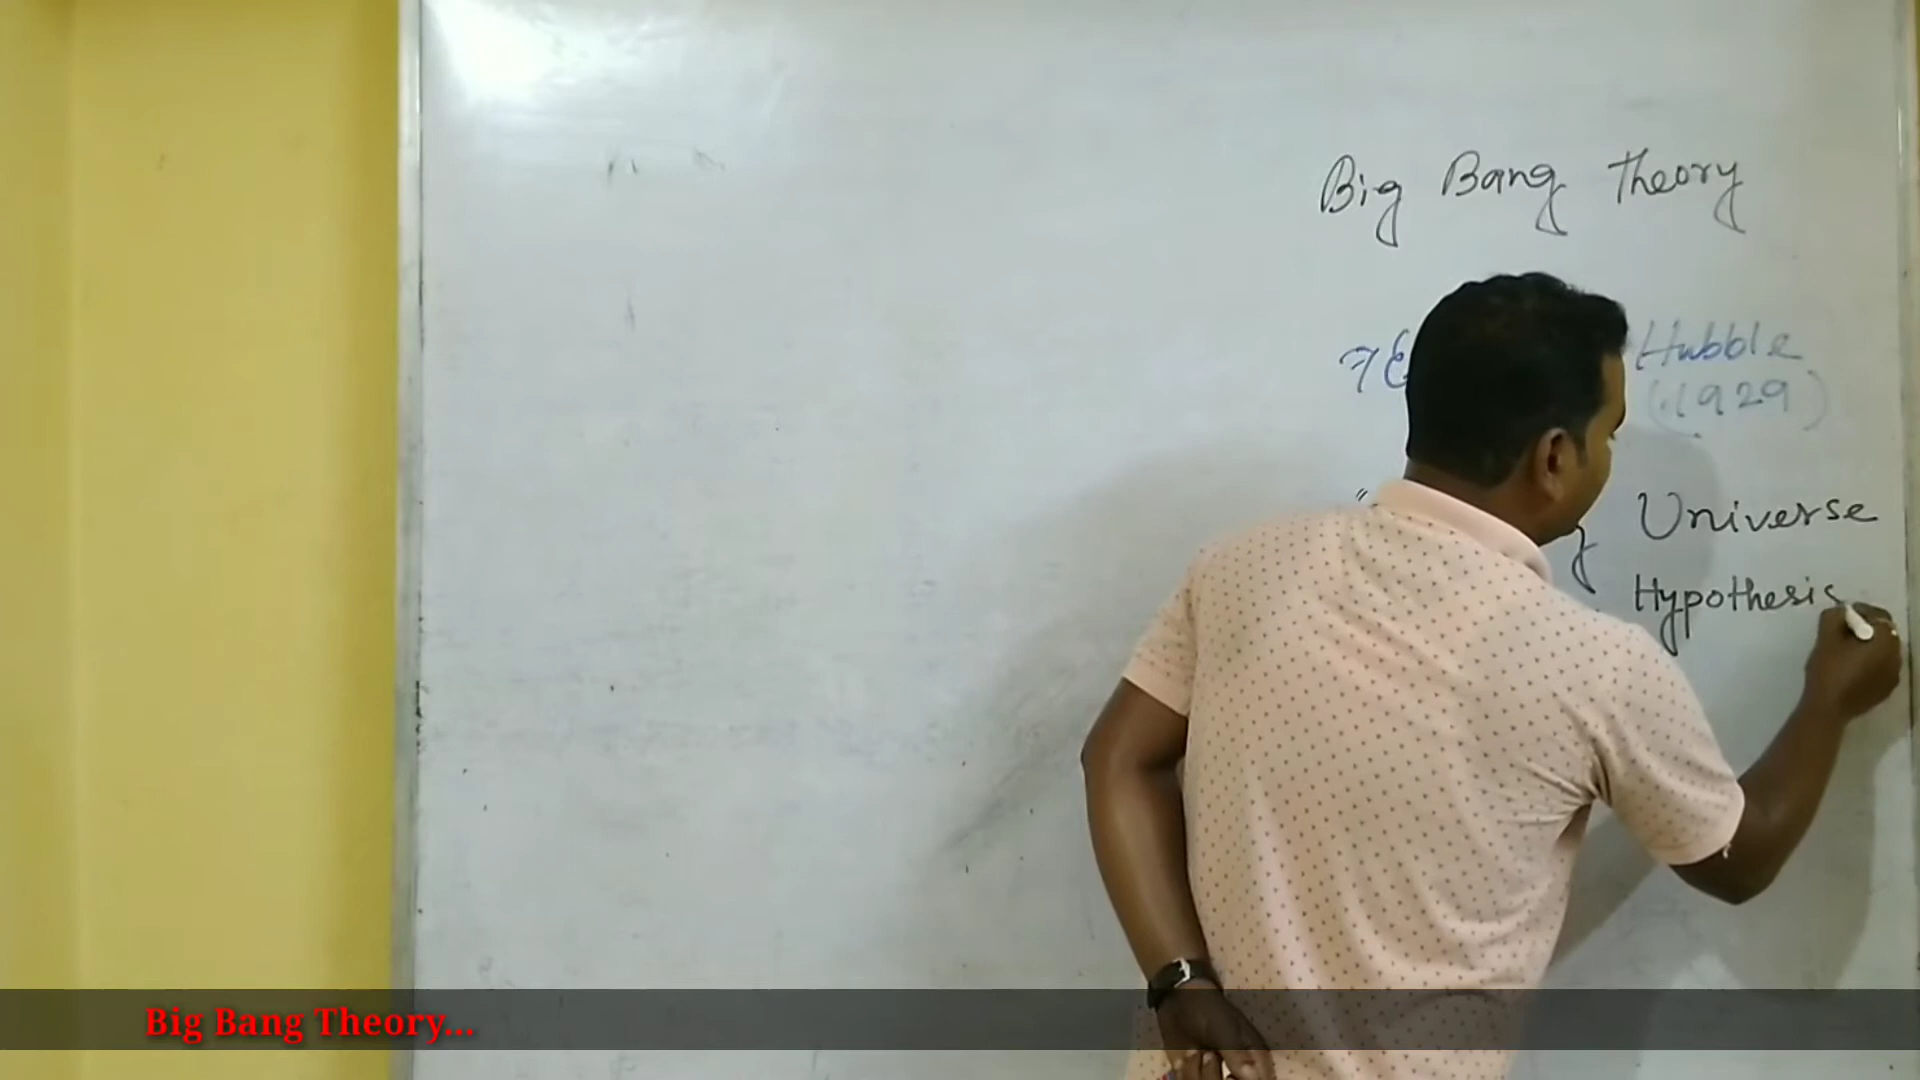 Big Bang Theory
Hubble
(1929)
Universe
Hypothesis
Big Bang Theory...